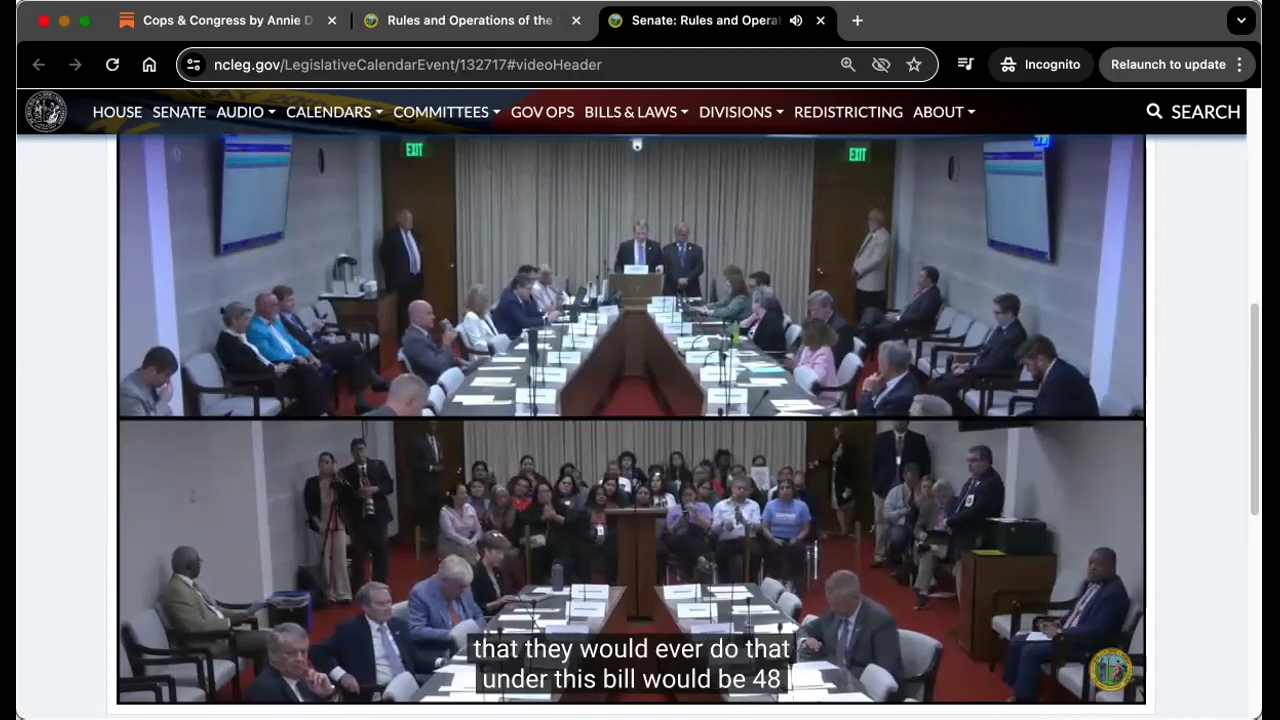 Cops & Congress by Annie D
Rules and Operations of the
Senate: Rules and Opera
ncleg.gov/LegislativeCalendarEvent/132717#videoHeader
Incognito
Relaunch to update
HOUSE SENATE AUDIO CALENDARS COMMITTEES GOV OPS BILLS & LAWS DIVISIONS REDISTRICTING ABOUT SEARCH
EXIT
EXIT
that they would ever do that
under this bill would be 48